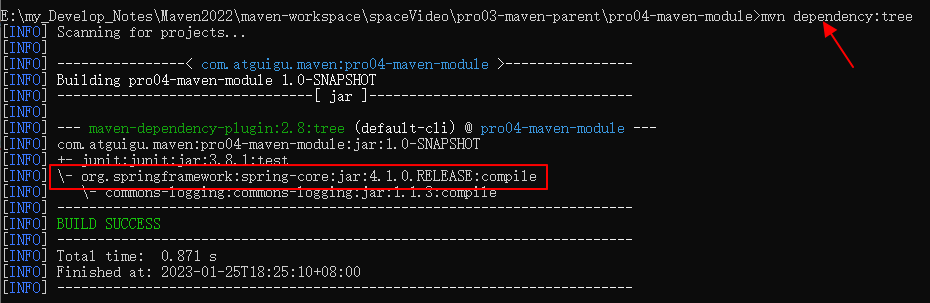 E:\my_Develop_Notes\Maven2022\maven-workspace\spaceVideo\pro03-maven-parent\pro04-maven-module>mvn dependency:tree
[INFO] Scanning for projects...
[INFO]
[INFO] ---------------< com.atguigu.maven:pro04-maven-module >----------------
[INFO] Building pro04-maven-module 1.0-SNAPSHOT
[INFO] --------------------------------[ jar ]---------------------------------
[INFO]
[INFO] --- maven-dependency-plugin:2.8:tree (default-cli) @ pro04-maven-module ---
[INFO] com.atguigu.maven:pro04-maven-module:jar:1.0-SNAPSHOT
[INFO] +- junit:junit:jar:3.8.1:test
[INFO] \- org.springframework:spring-core:jar:4.1.0.RELEASE:compile
[INFO]    \- commons-logging:commons-logging:jar:1.1.3:compile
[INFO] ------------------------------------------------------------------------
[INFO] BUILD SUCCESS
[INFO] ------------------------------------------------------------------------
[INFO] Total time:  0.871 s
[INFO] Finished at: 2023-01-25T18:25:10+08:00
[INFO] ------------------------------------------------------------------------